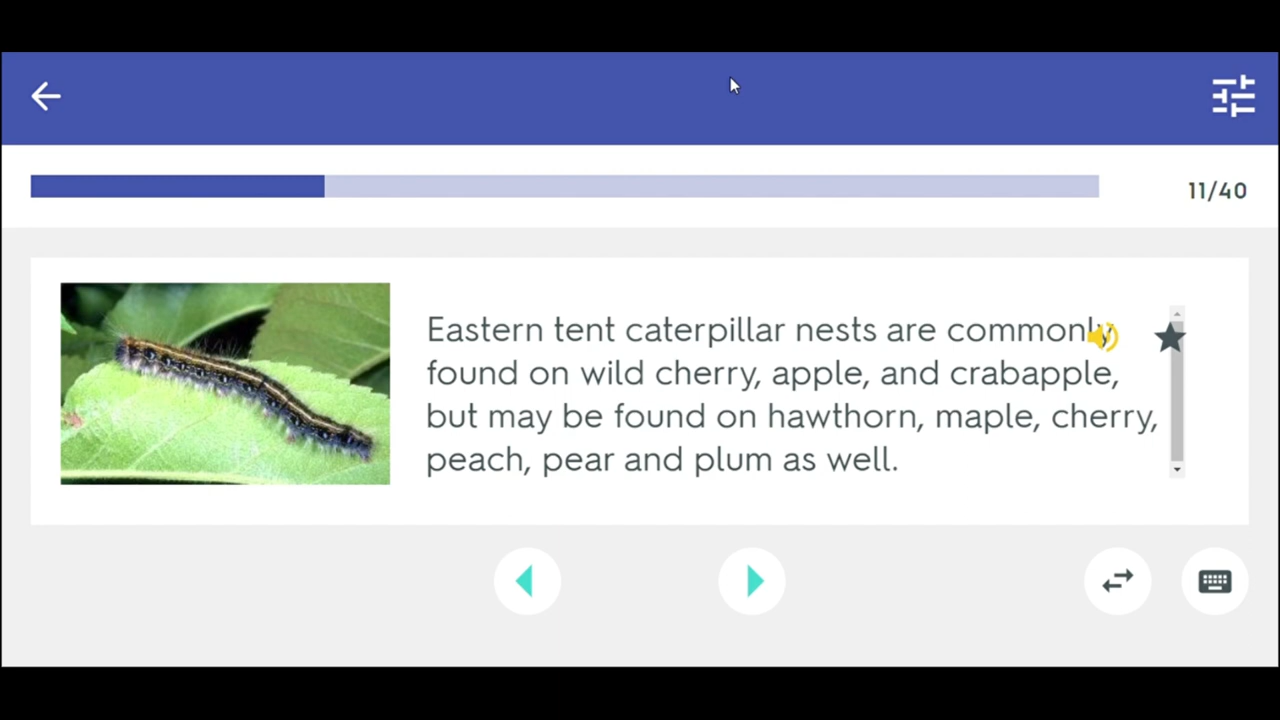 11/40
Eastern tent caterpillar nests are commonly
found on wild cherry, apple, and crabapple,
but may be found on hawthorn, maple, cherry,
peach, pear and plum as well.